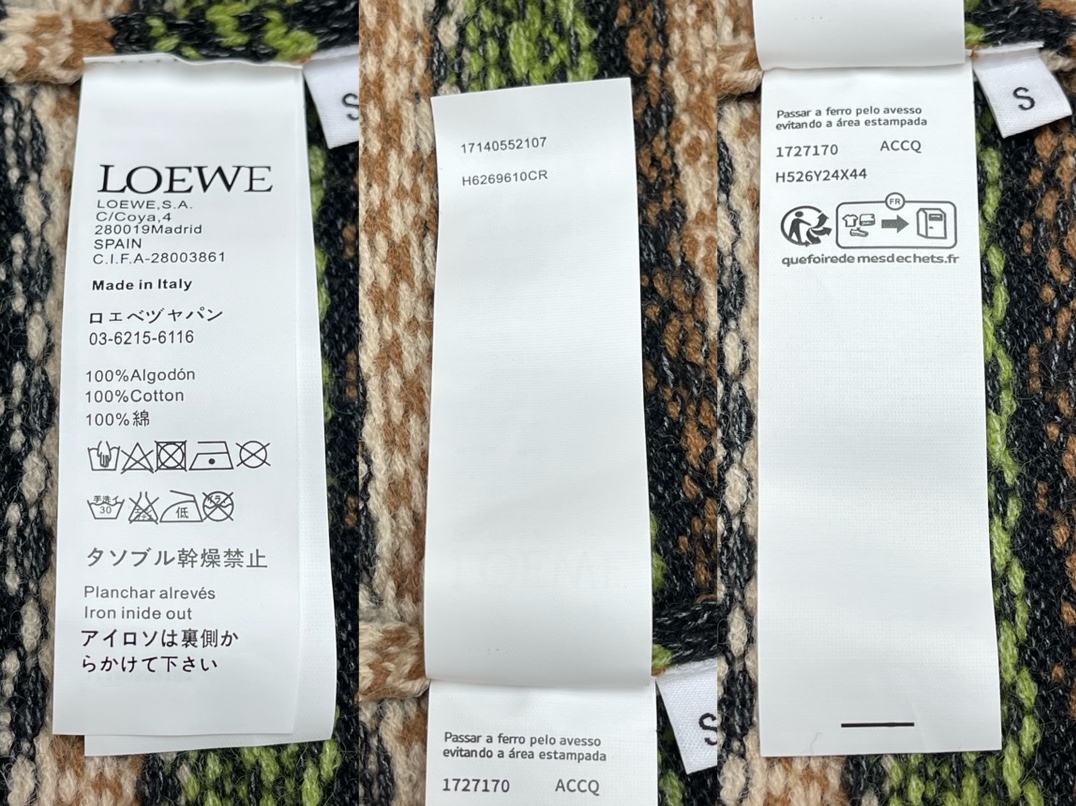 LOEWE
LOEWE,S.A.
C/Coya,4
280019Madrid
SPAIN
C.I.F.A-28003861
Made in Italy
ロエベヅヤパン
03-6215-6116
100%Algodón
100%Cotton
100%綿
手洗イ
30
低
タソブル幹燥禁止
Planchar alrevés
Iron inide out
アイロソは裏側か
らかけて下さい
S
17140552107
H6269610CR
Passar a ferro pelo avesso
evitando a área estampada
1727170 ACCQ
S
Passar a ferro pelo avesso
evitando a área estampada
1727170 ACCQ
H526Y24X44
FR
quefoirede mesdechets.fr
S